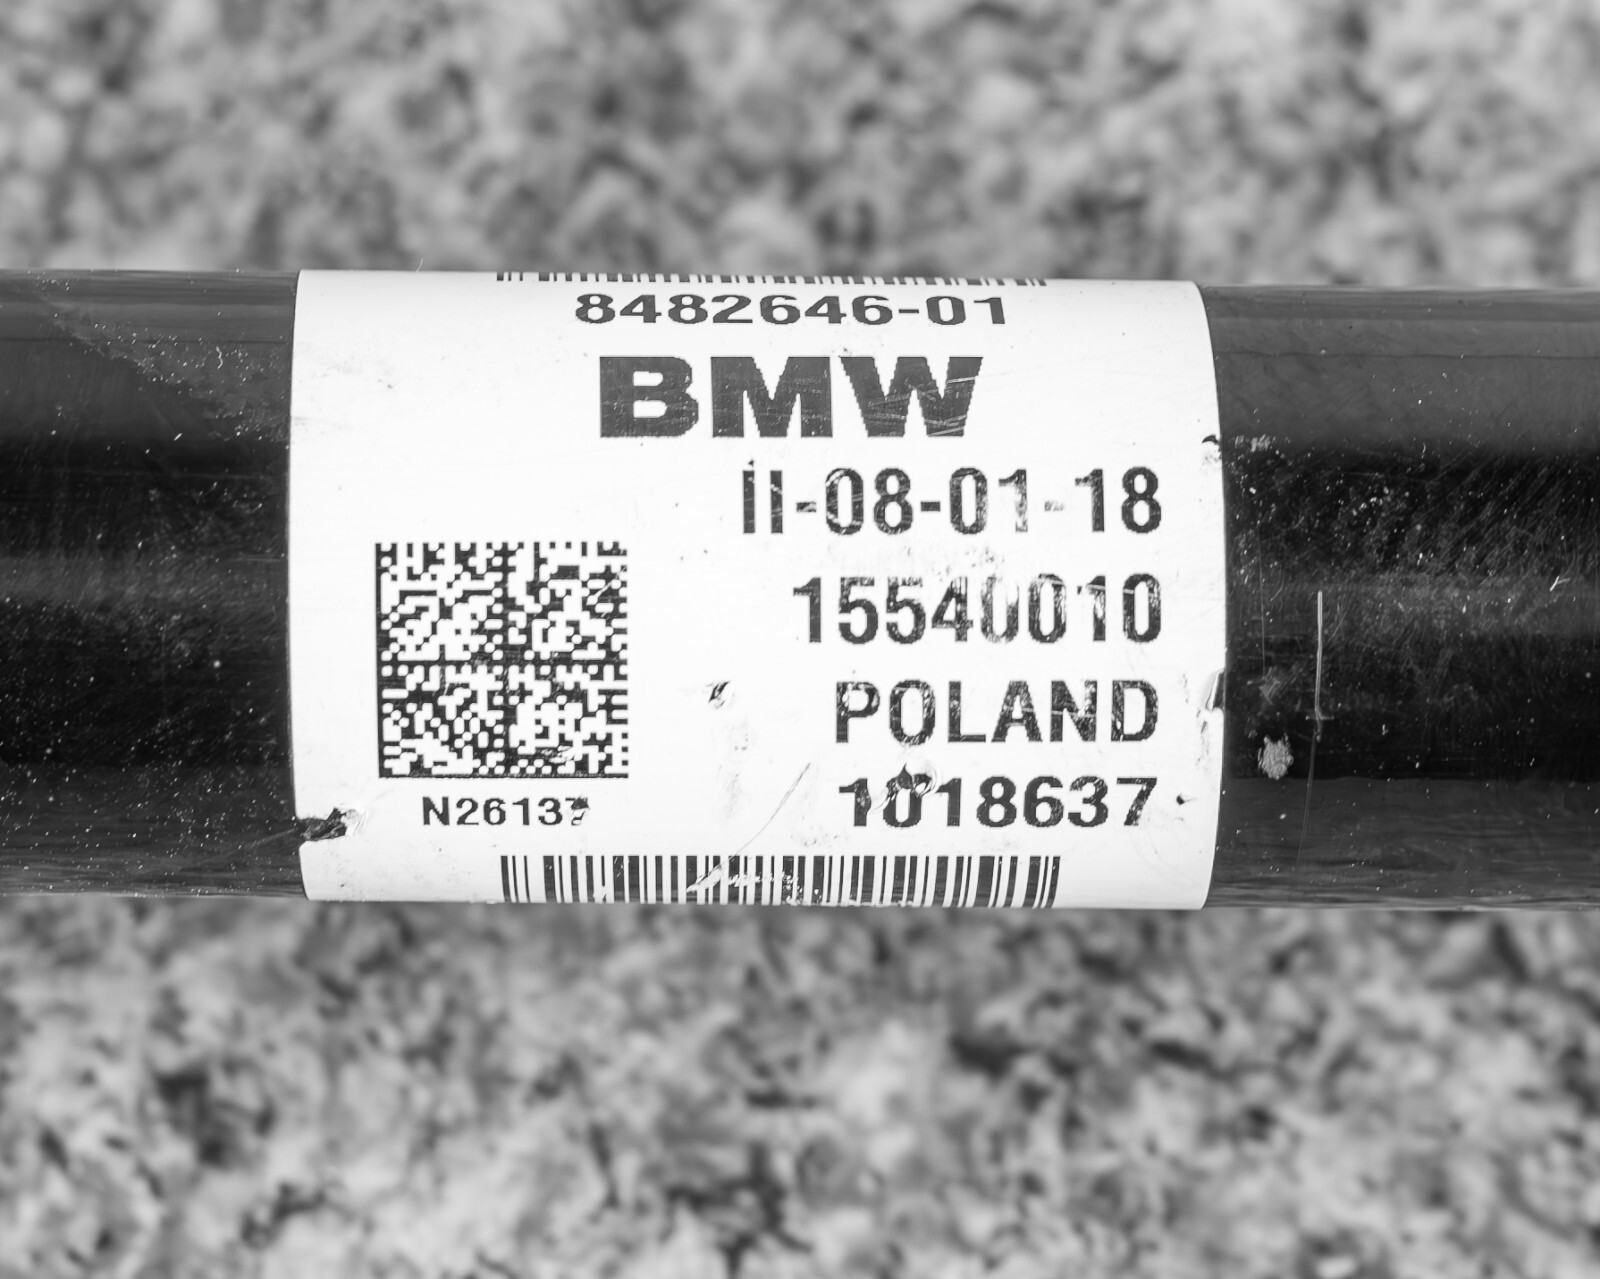 8482646-01
BMW
II-08-01-18
15540010
POLAND
1018637
N26137